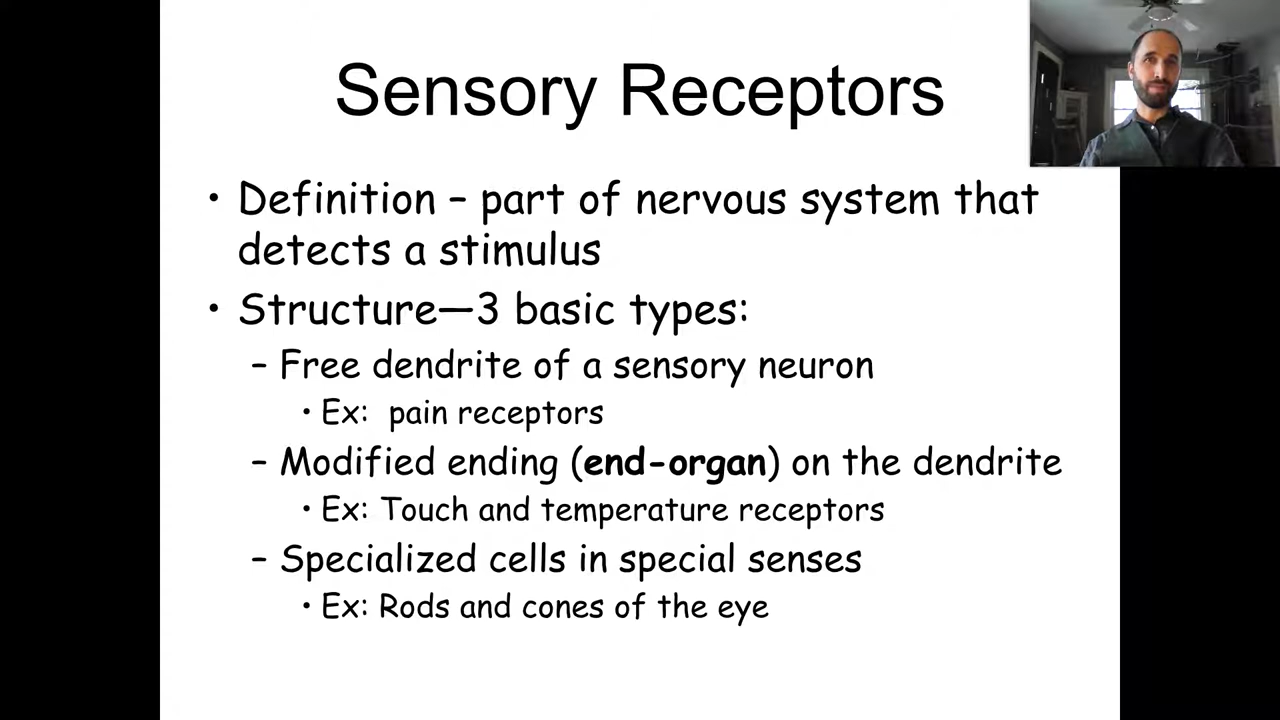 Sensory Receptors
• Definition – part of nervous system that
detects a stimulus
• Structure—3 basic types:
– Free dendrite of a sensory neuron
• Ex:  pain receptors
– Modified ending (end-organ) on the dendrite
• Ex: Touch and temperature receptors
– Specialized cells in special senses
• Ex: Rods and cones of the eye